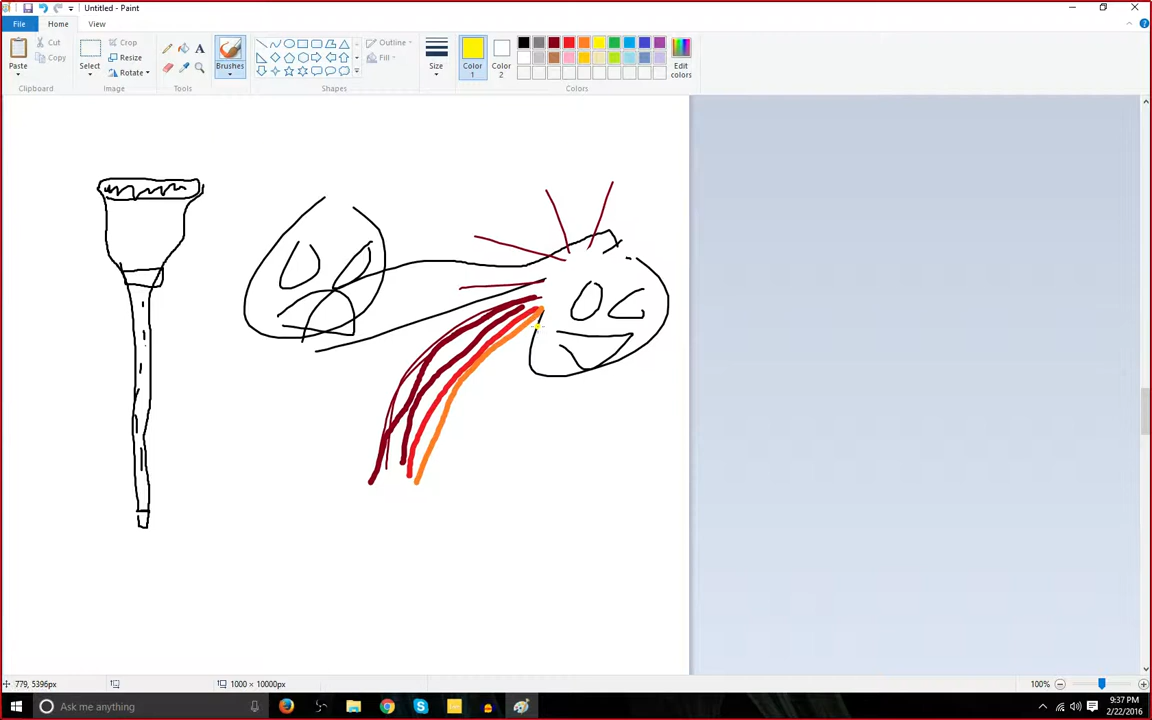 Untitled - Paint
File Home View
Paste
Cut
Copy
Clipboard
Select
Crop
Resize
Rotate
Image
A
Tools
Brushes
Outline
Fill
Shapes
Size
Color 1
Color 2
Edit colors
Colors
779, 5396px
1000 × 10000px
100%
Ask me anything
9:37 PM
2/22/2016